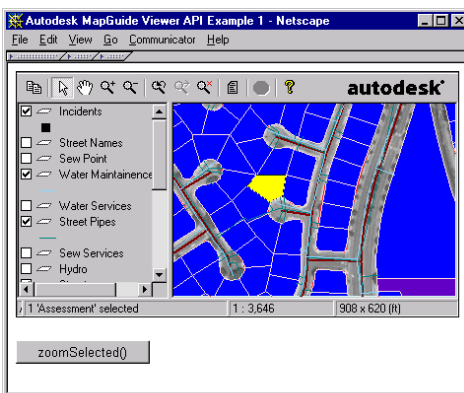 Autodesk MapGuide Viewer API Example 1 - Netscape
File Edit View Go Communicator Help
autodesk
Incidents
Street Names
Sew Point
Water Maintainence
Water Services
Street Pipes
Sew Services
Hydro
1 'Assessment' selected 1 : 3,646 908 x 620 (ft)
zoomSelected()